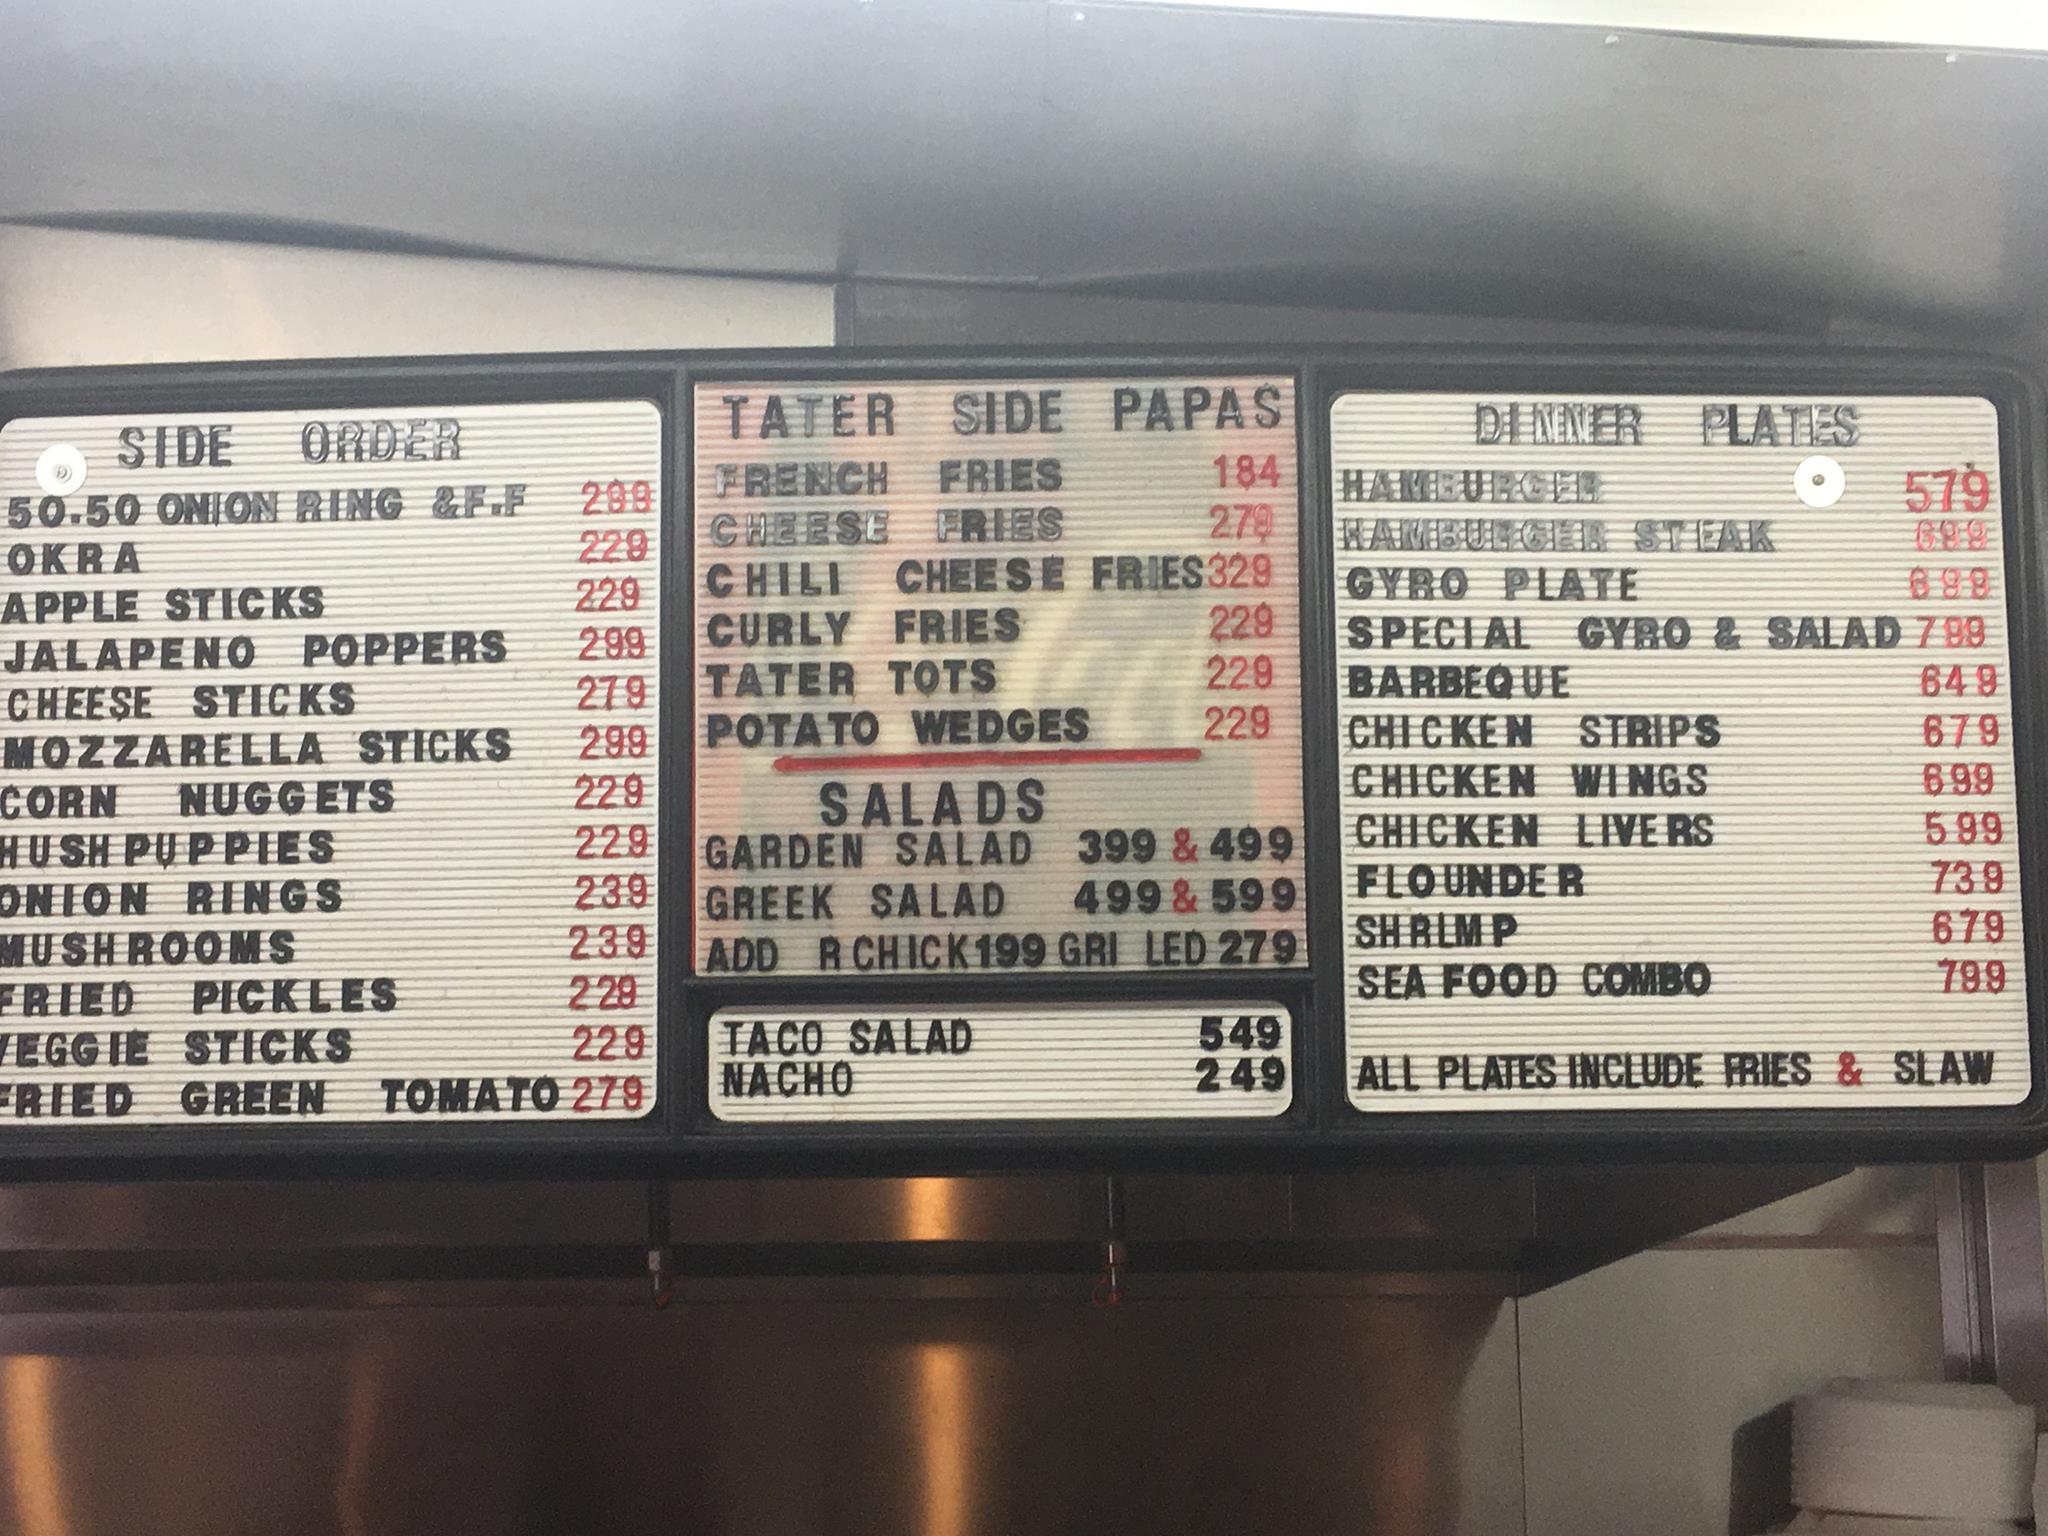 SIDE ORDER
50.50 ONION RING &F.F 299
OKRA 229
APPLE STICKS 229
JALAPENO POPPERS 299
CHEESE STICKS 279
MOZZARELLA STICKS 299
CORN NUGGETS 229
HUSHPUPPIES 229
ONION RINGS 239
MUSHROOMS 239
FRIED PICKLES 229
VEGGIE STICKS 229
FRIED GREEN TOMATO 279
TATER SIDE PAPAS
FRENCH FRIES 184
CHEESE FRIES 279
CHILI CHEESE FRIES 329
CURLY FRIES 229
TATER TOTS 229
POTATO WEDGES 229
SALADS
GARDEN SALAD 399 & 499
GREEK SALAD 499 & 599
ADD R CHICK 199 GRI LED 279
TACO SALAD 549
NACHO 249
DINNER PLATES
HAMBURGER 579
HAMBURGER STEAK 699
GYRO PLATE 699
SPECIAL GYRO & SALAD 799
BARBEQUE 649
CHICKEN STRIPS 679
CHICKEN WINGS 699
CHICKEN LIVERS 599
FLOUNDER 739
SHRLMP 679
SEA FOOD COMBO 799
ALL PLATES INCLUDE FRIES & SLAW